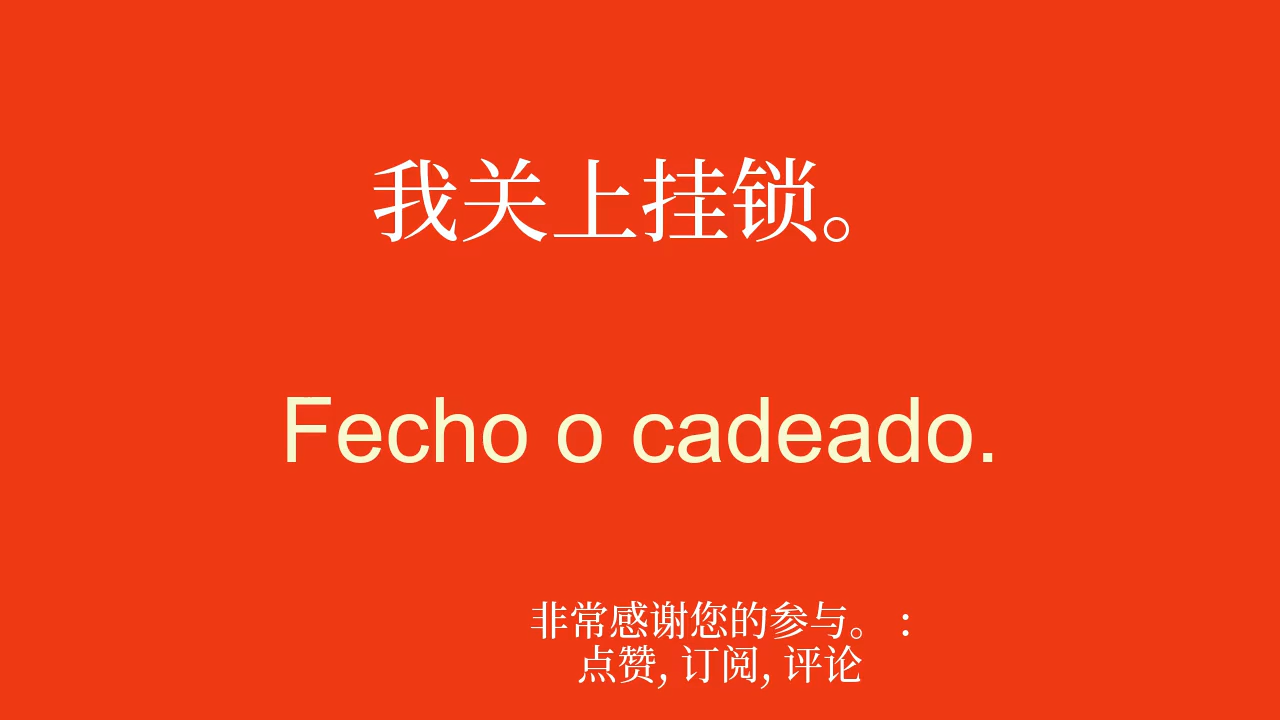 我关上挂锁。
Fecho o cadeado.
非常感谢您的参与。 :
点赞, 订阅, 评论